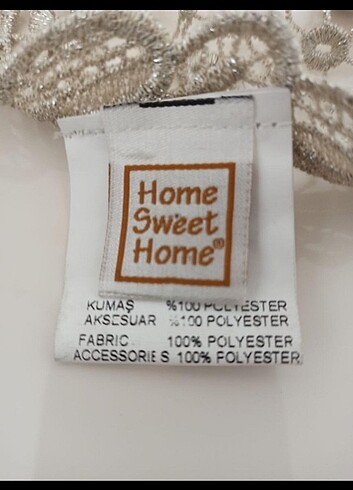 Home
Sweet
Home®
KUMAŞ %100 POLYESTER
AKSESUAR %100 POLYESTER
FABRIC 100% POLYESTER
ACCESSORIES 100% POLYESTER